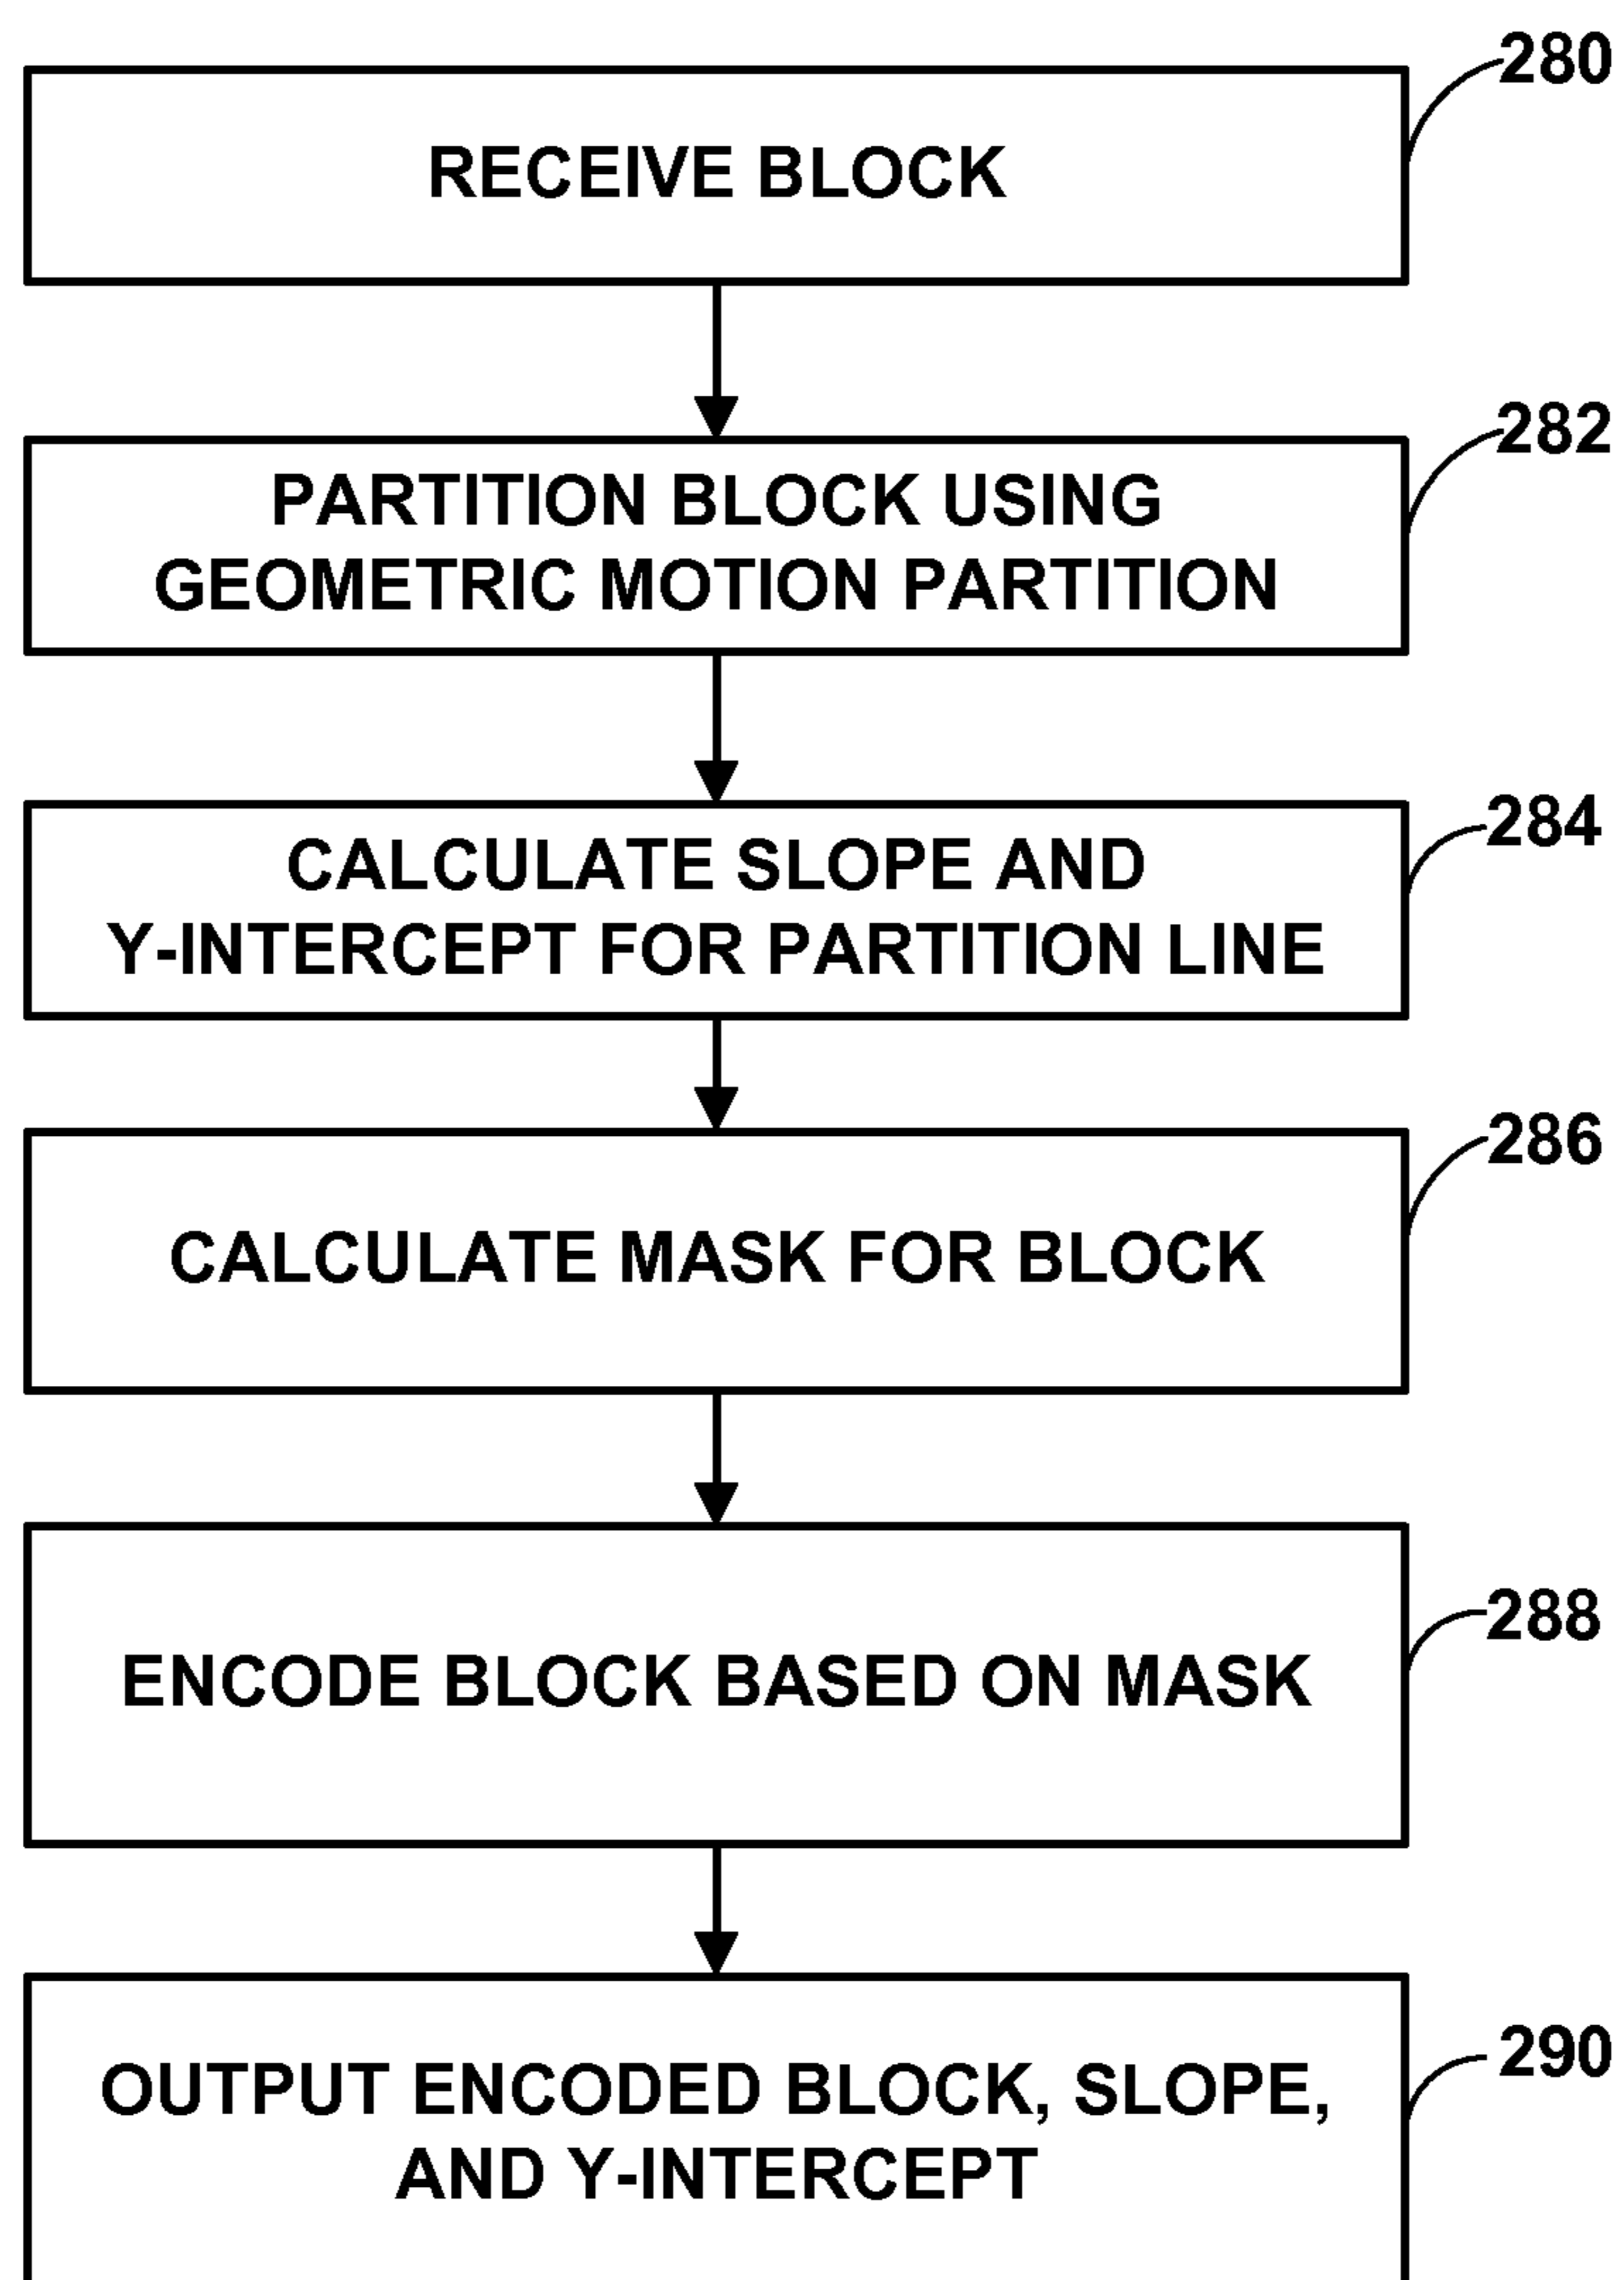 280
RECEIVE BLOCK
282
PARTITION BLOCK USING
GEOMETRIC MOTION PARTITION
284
CALCULATE SLOPE AND
Y-INTERCEPT FOR PARTITION LINE
286
CALCULATE MASK FOR BLOCK
288
ENCODE BLOCK BASED ON MASK
290
OUTPUT ENCODED BLOCK, SLOPE,
AND Y-INTERCEPT